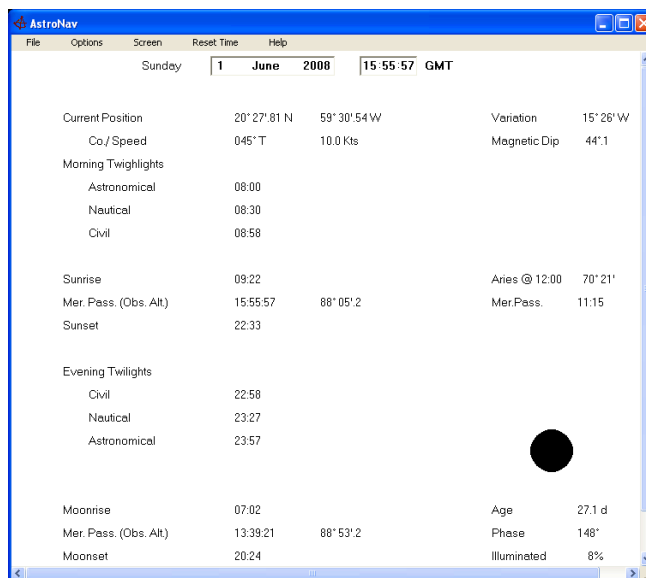 AstroNav
File Options Screen Reset Time Help
Sunday 1 June 2008 15:55:57 GMT
Current Position 20° 27'.81 N 59° 30'.54 W Variation 15° 26' W
Co./ Speed 045° T 10.0 Kts Magnetic Dip 44°.1
Morning Twighlights
Astronomical 08:00
Nautical 08:30
Civil 08:58
Sunrise 09:22 Aries @ 12:00 70° 21'
Mer. Pass. (Obs. Alt.) 15:55:57 88° 05'.2 Mer.Pass. 11:15
Sunset 22:33
Evening Twilights
Civil 22:58
Nautical 23:27
Astronomical 23:57
Moonrise 07:02 Age 27.1 d
Mer. Pass. (Obs. Alt.) 13:39:21 88° 53'.2 Phase 148°
Moonset 20:24 Illuminated 8%